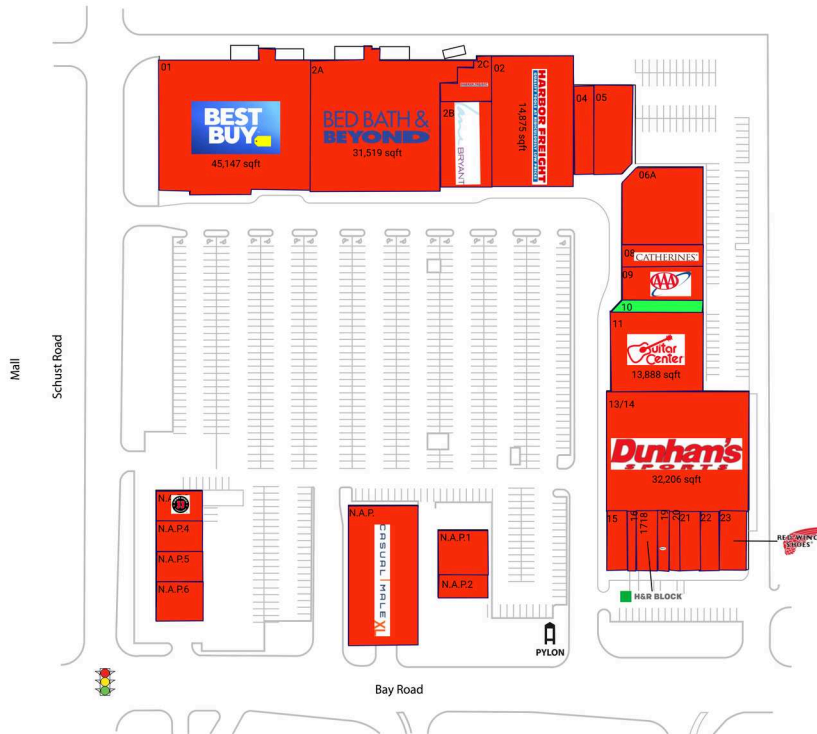 01
BEST
BUY
45,147 sqft
2A
BED BATH &
BEYOND
31,519 sqft
2C
2B
BRYANT
02
HARBOR FREIGHT
14,875 sqft
04
05
06A
08
CATHERINES
09
AAA
10
11
Guitar
Center
13,888 sqft
13/14
Dunham's
SPORTS
32,206 sqft
15
16
1718
19
20
21
22
23
RED WING
SHOES
H&R BLOCK
N.A
N.A.P.4
N.A.P.5
N.A.P.6
N.A.P.
CASUAL MALE XL
N.A.P.1
N.A.P.2
PYLON
Mall
Schust Road
Bay Road